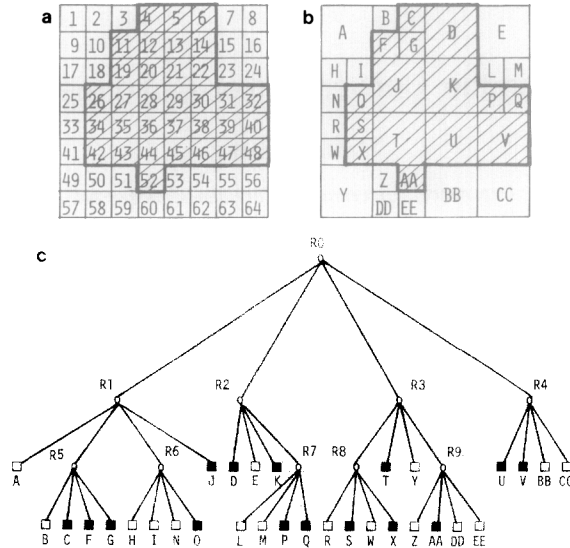 a
1 2 3 4 5 6 7 8
9 10 11 12 13 14 15 16
17 18 19 20 21 22 23 24
25 26 27 28 29 30 31 32
33 34 35 36 37 38 39 40
41 42 43 44 45 46 47 48
49 50 51 52 53 54 55 56
57 58 59 60 61 62 63 64
b
A B C D E
F G
H I J K L M
N O P Q
R S T U V
W X
Y Z AA BB CC
DD EE
c
R0
R1 R2 R3 R4
A R5 R6 J D E K R7 R8 T Y R9 U V BB CC
B C F G H I N O L M P Q R S W X Z AA DD EE